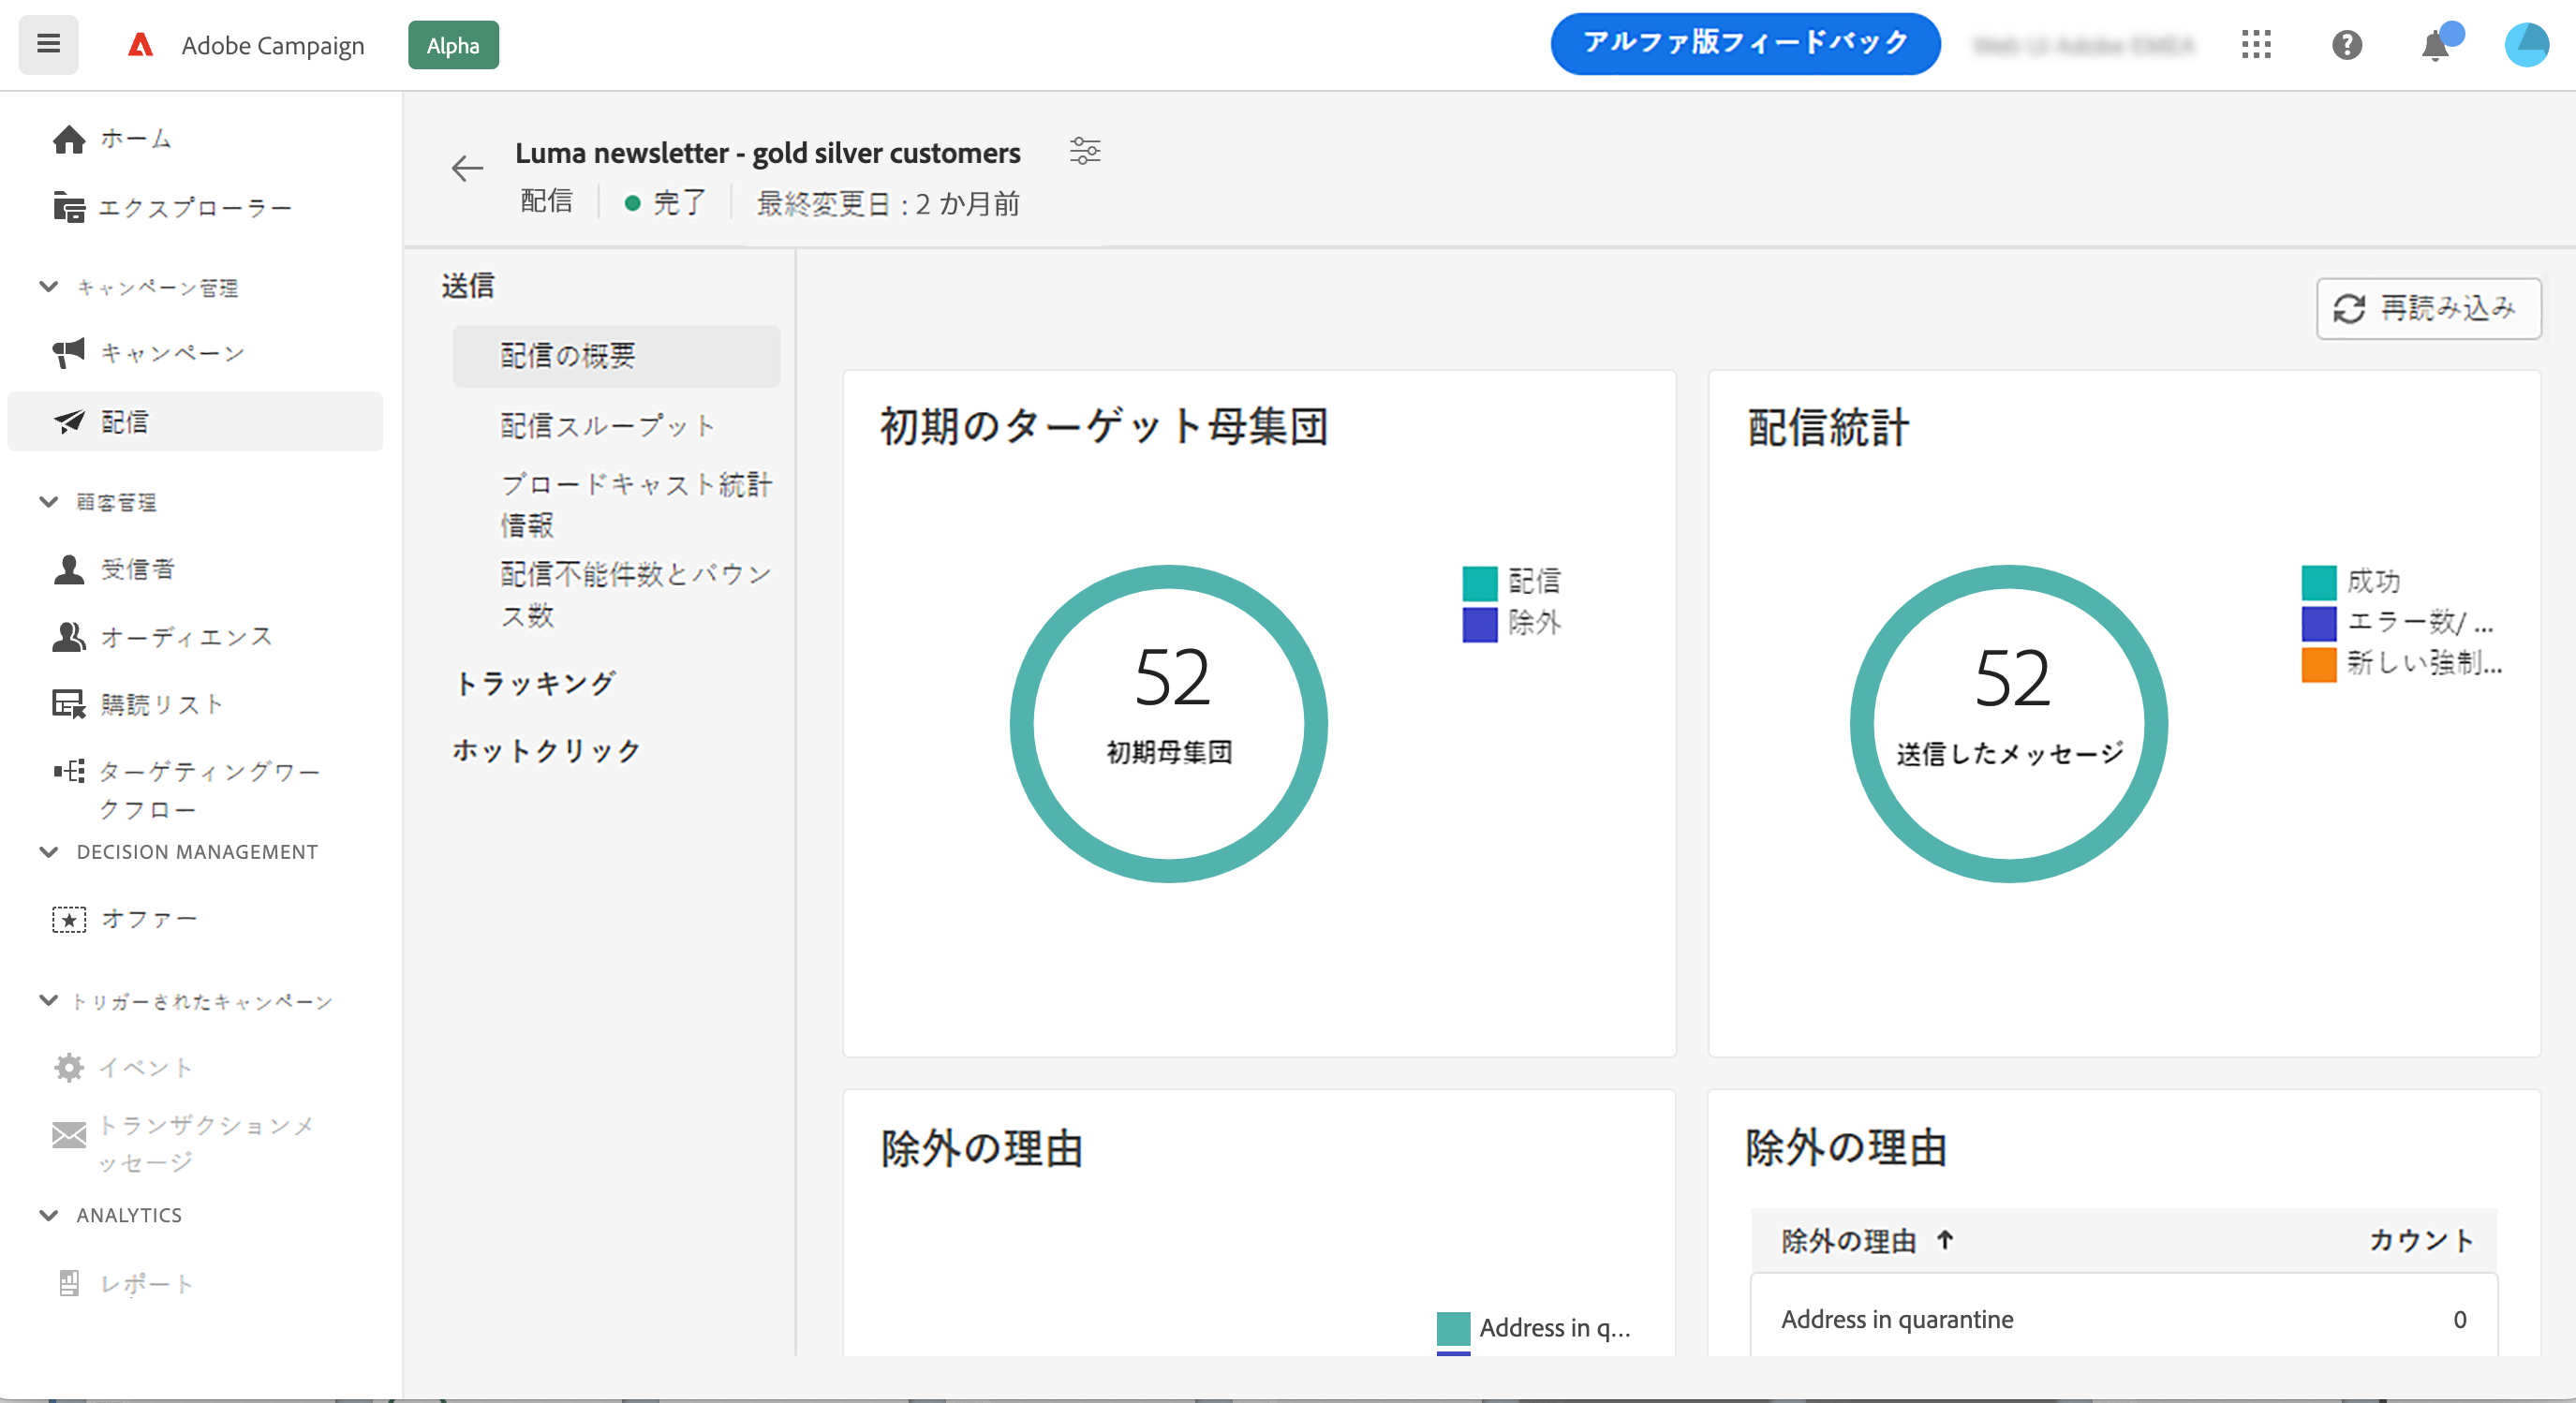 Adobe Campaign
Alpha
アルファ版フィードバック
ホーム
エクスプローラー
キャンペーン管理
キャンペーン
配信
顧客管理
受信者
オーディエンス
購読リスト
ターゲティングワー
クフロー
DECISION MANAGEMENT
オファー
トリガーされたキャンペーン
イベント
トランザクションメ
ッセージ
ANALYTICS
レポート
Luma newsletter - gold silver customers
配信
完了
最終変更日 : 2 か月前
送信
配信の概要
配信スループット
ブロードキャスト統計
情報
配信不能件数とバウン
ス数
トラッキング
ホットクリック
再読み込み
初期のターゲット母集団
52
初期母集団
配信
除外
配信統計
52
送信したメッセージ
成功
エラー数/ ...
新しい強制...
除外の理由
Address in q...
除外の理由
除外の理由 ↑ カウント
Address in quarantine 0